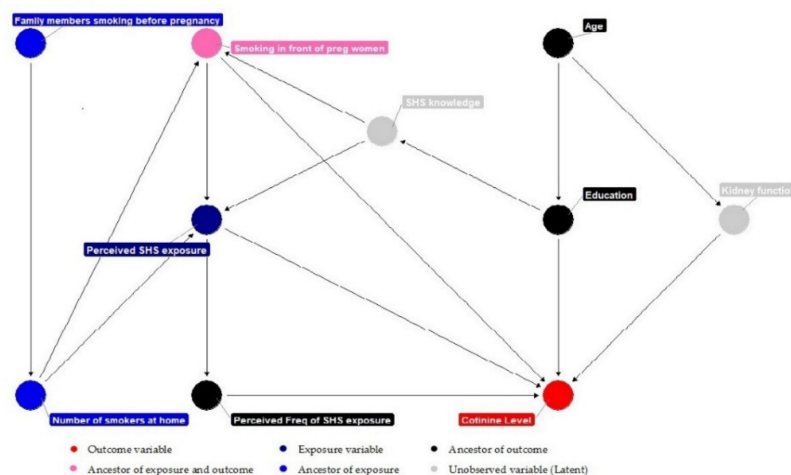 Family members smoking before pregnancy
Smoking in front of preg women
Age
SHS knowledge
Education
Kidney function
Perceived SHS exposure
Number of smokers at home
Perceived Freq of SHS exposure
Cotinine Level
Outcome variable
Exposure variable
Ancestor of outcome
Ancestor of exposure and outcome
Ancestor of exposure
Unobserved variable (Latent)